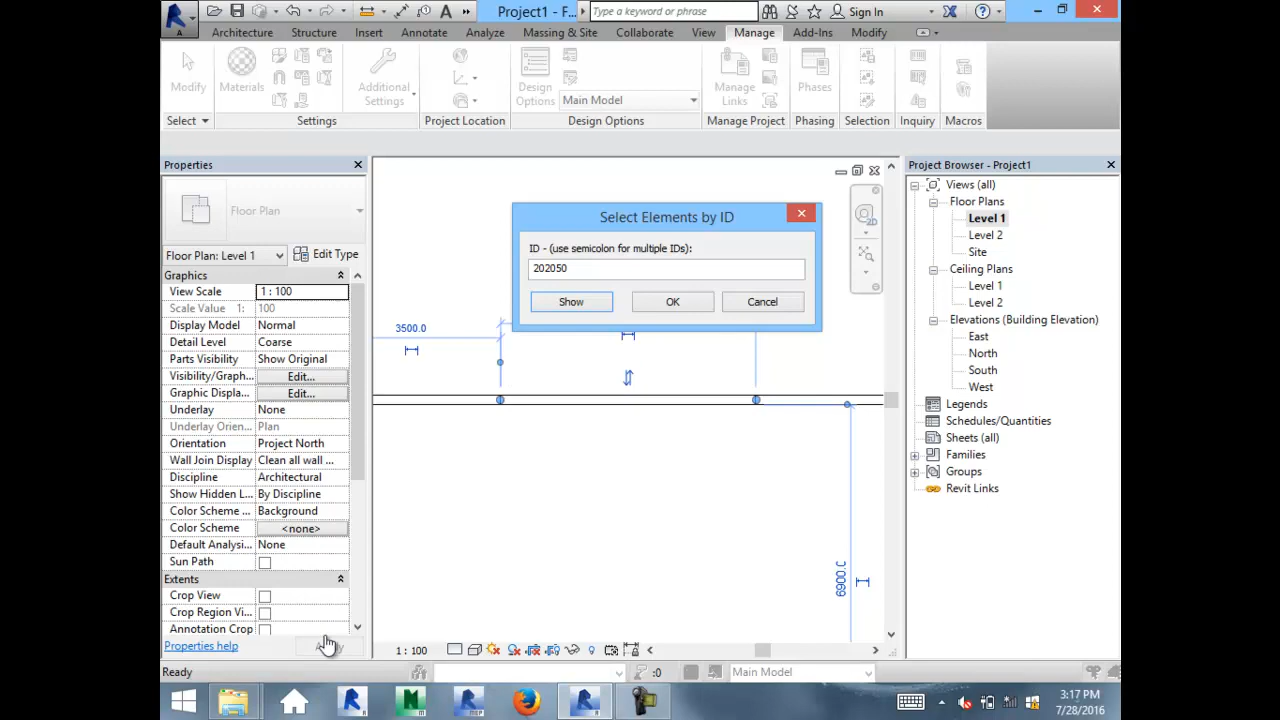 Project1 - F...
Type a keyword or phrase
Sign In
Architecture Structure Insert Annotate Analyze Massing & Site Collaborate View Manage Add-Ins Modify
Modify
Materials
Additional
Settings
Design
Options
Main Model
Manage
Links
Phases
Select Settings Project Location Design Options Manage Project Phasing Selection Inquiry Macros
Properties
Floor Plan
Floor Plan: Level 1 Edit Type
Graphics
View Scale 1 : 100
Scale Value 1: 100
Display Model Normal
Detail Level Coarse
Parts Visibility Show Original
Visibility/Graph... Edit...
Graphic Displa... Edit...
Underlay None
Underlay Orien... Plan
Orientation Project North
Wall Join Display Clean all wall ...
Discipline Architectural
Show Hidden L... By Discipline
Color Scheme ... Background
Color Scheme <none>
Default Analysi... None
Sun Path
Extents
Crop View
Crop Region Vi...
Annotation Crop
Properties help
Select Elements by ID
ID - (use semicolon for multiple IDs):
202050
Show OK Cancel
2D
3500.0
6900.0
1 : 100
Project Browser - Project1
Views (all)
Floor Plans
Level 1
Level 2
Site
Ceiling Plans
Level 1
Level 2
Elevations (Building Elevation)
East
North
South
West
Legends
Schedules/Quantities
Sheets (all)
Families
Groups
Revit Links
Ready
:0
Main Model
3:17 PM
7/28/2016